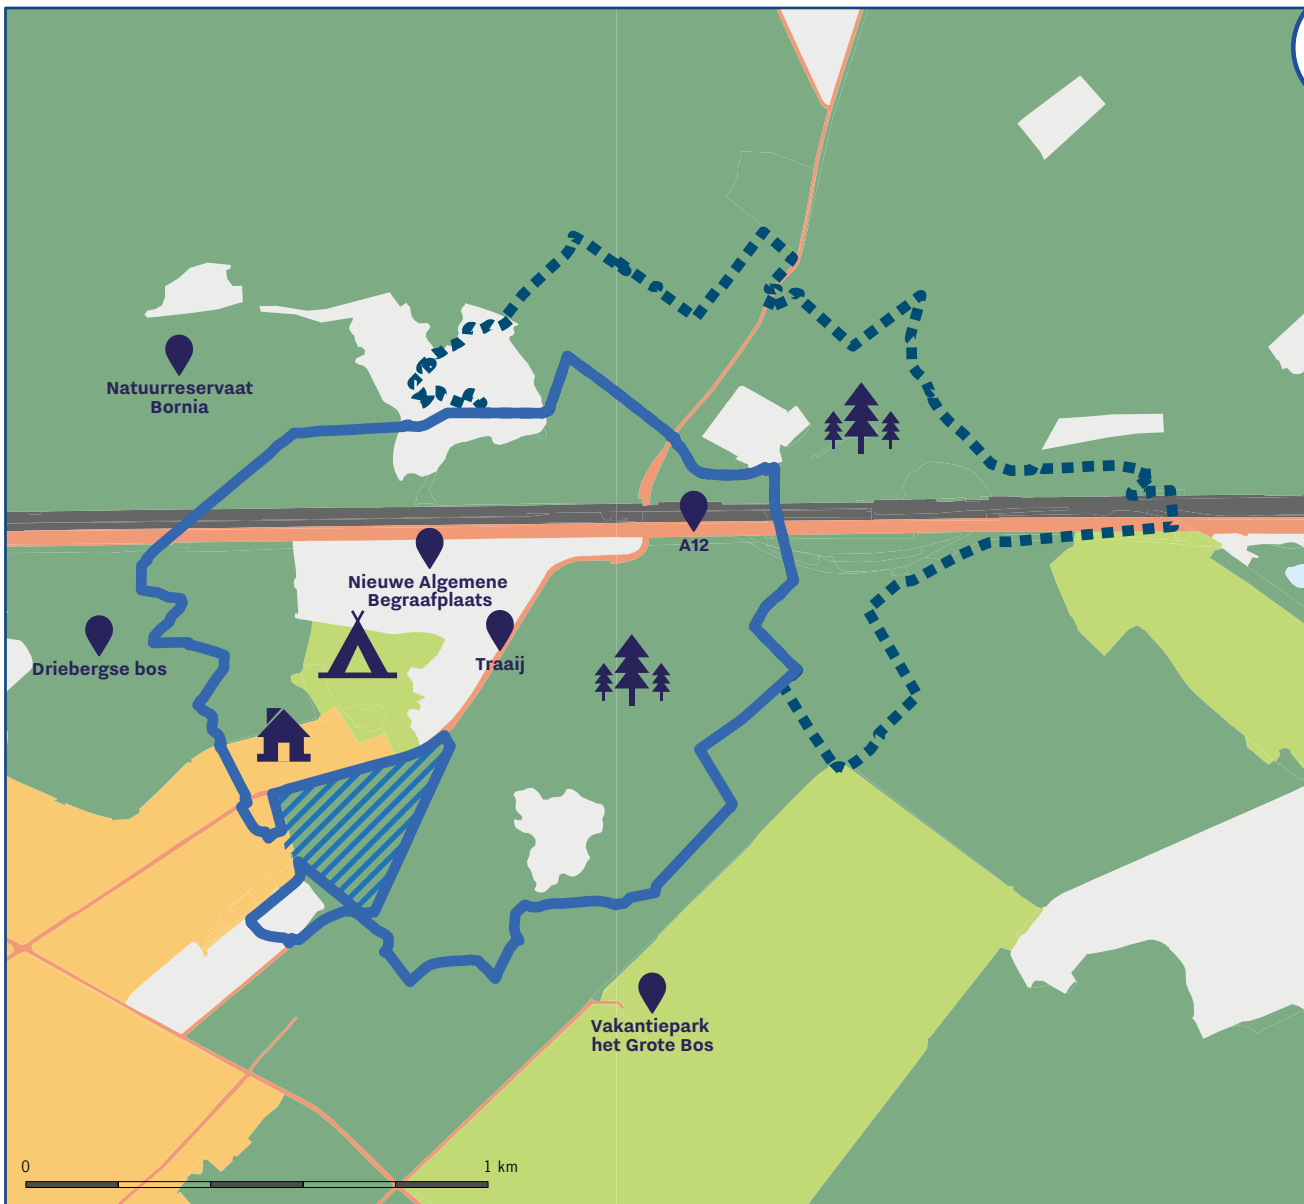 Natuurreservaat
Bornia
A12
Nieuwe Algemene
Begraafplaats
Driebergse bos
Traaij
Vakantiepark
het Grote Bos
0
1 km